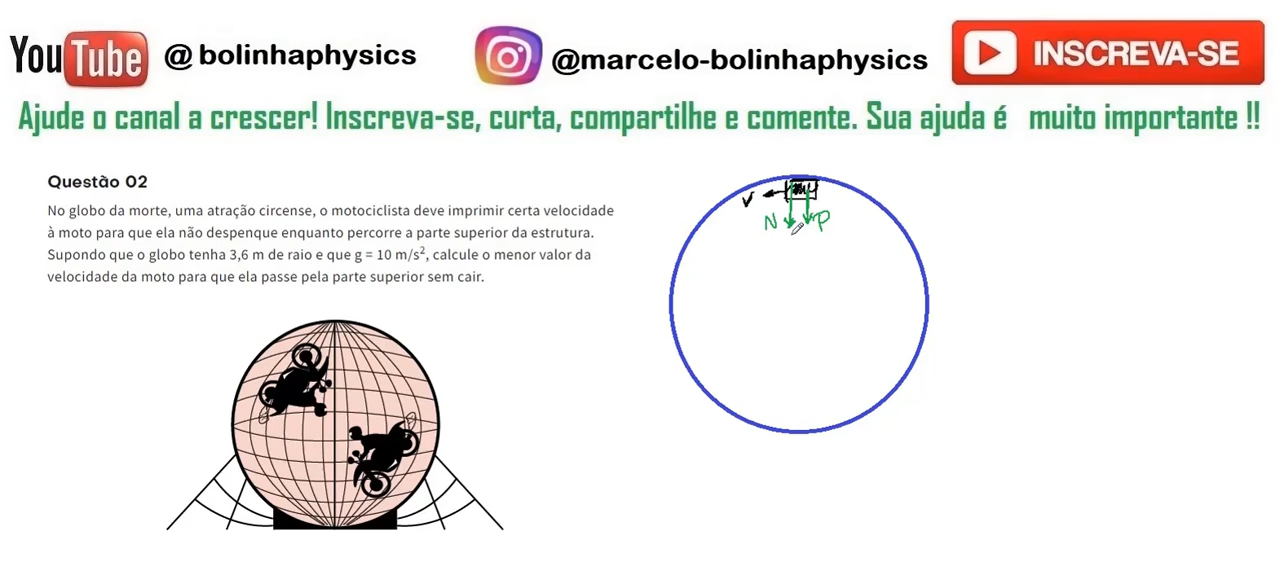 YouTube @bolinhaphysics @marcelo-bolinhaphysics INSCREVA-SE
Ajude o canal a crescer! Inscreva-se, curta, compartilhe e comente. Sua ajuda é muito importante !!
Questão 02
No globo da morte, uma atração circense, o motociclista deve imprimir certa velocidade
à moto para que ela não despenque enquanto percorre a parte superior da estrutura.
Supondo que o globo tenha 3,6 m de raio e que g = 10 m/s², calcule o menor valor da
velocidade da moto para que ela passe pela parte superior sem cair.
V
N P